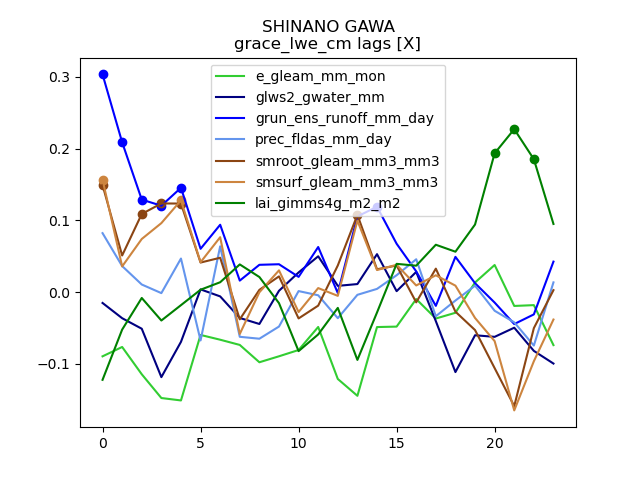 SHINANO GAWA
grace_lwe_cm lags [X]
e_gleam_mm_mon
glws2_gwater_mm
grun_ens_runoff_mm_day
prec_fldas_mm_day
smroot_gleam_mm3_mm3
smsurf_gleam_mm3_mm3
lai_gimms4g_m2_m2
0.3
0.2
0.1
0.0
−0.1
0 5 10 15 20